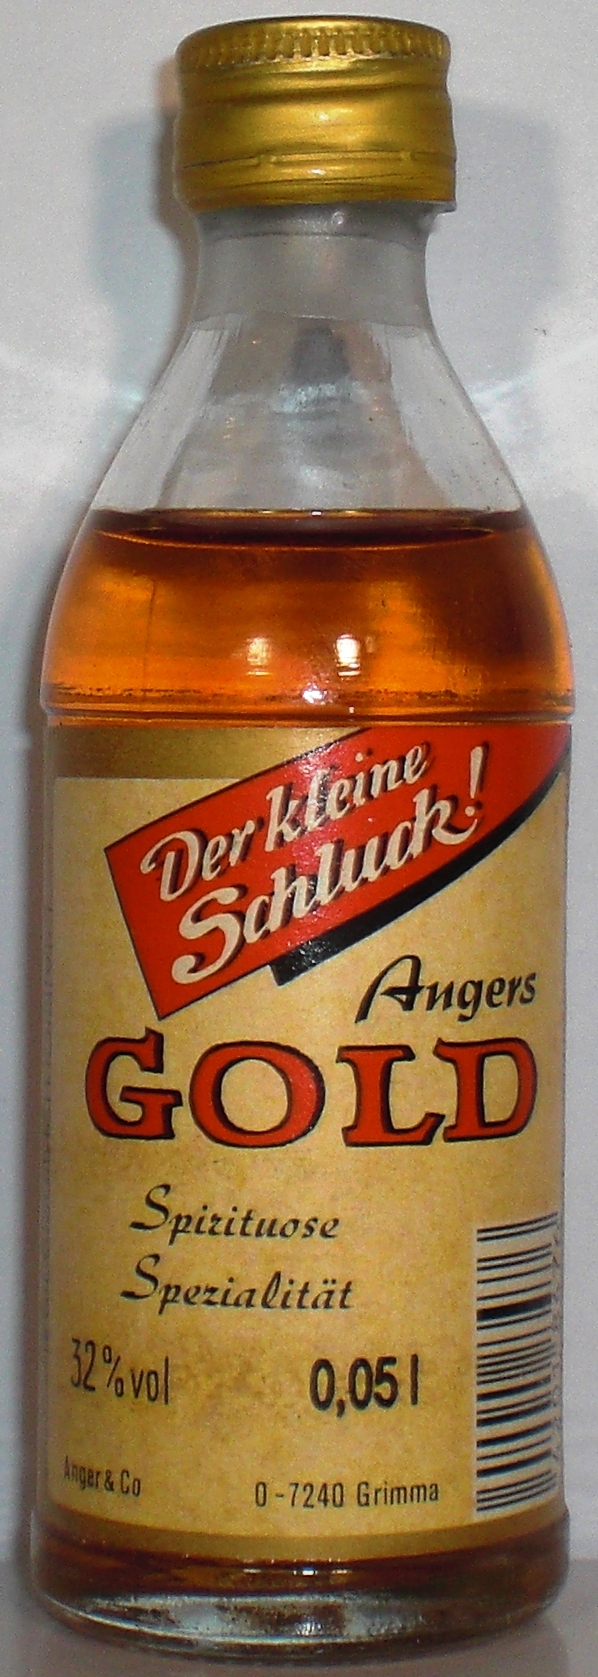 Der kleine
Schluck!
Angers
GOLD
Spirituose
Spezialität
32% vol 0,05 l
Anger & Co O-7240 Grimma